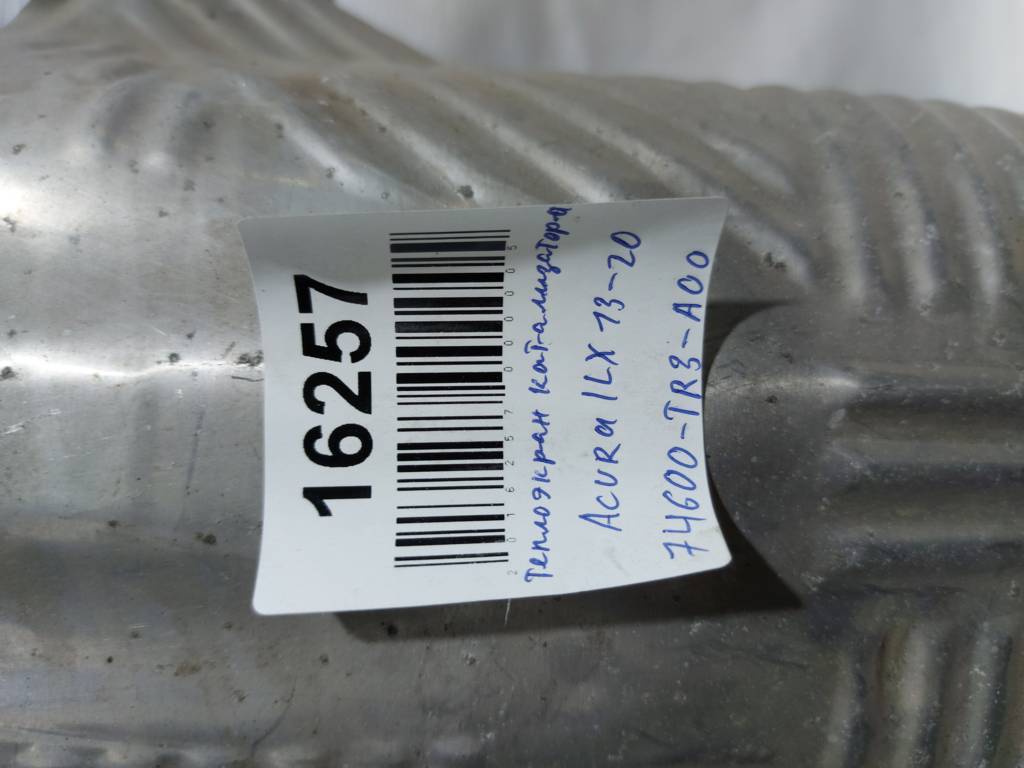 16257
2016257000005
Теплоэкран катализатора
Acura ILX 13-20
74600-TR3-A00